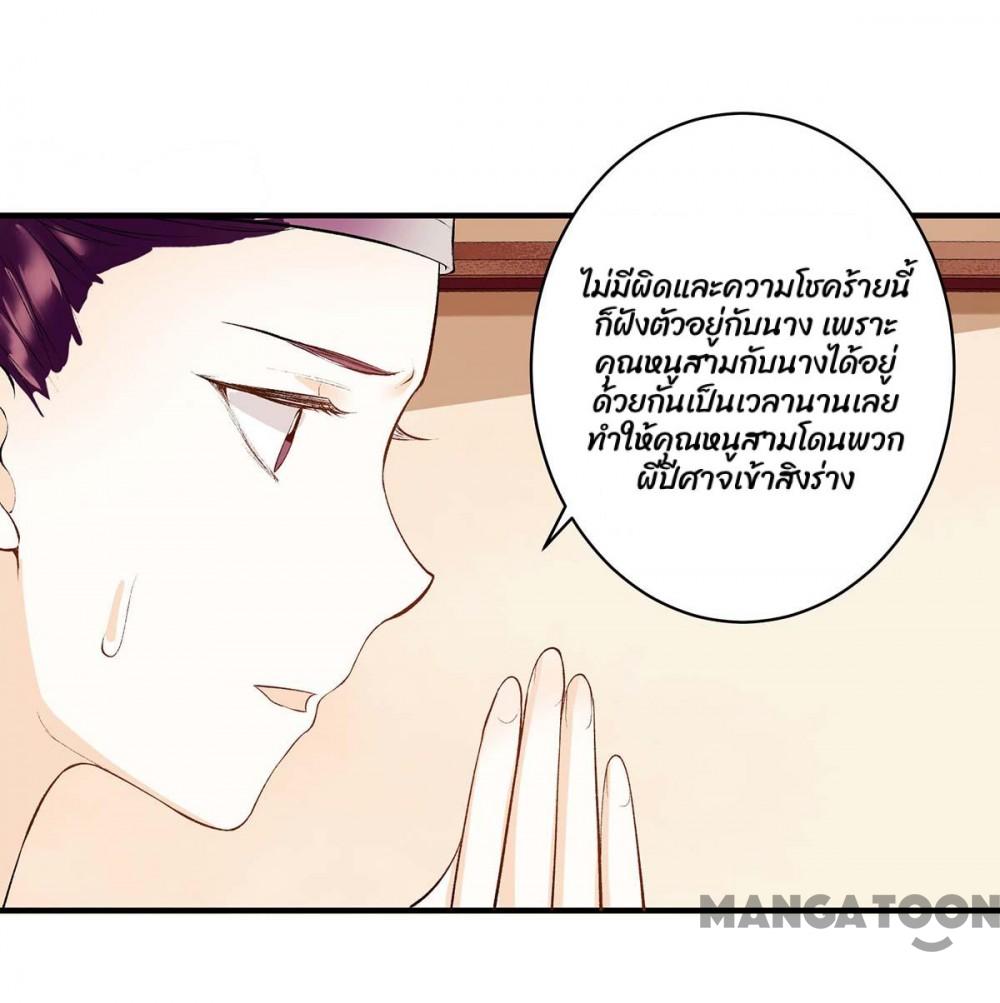 ไม่มีผิดและความโชคร้ายนี้
ก็ฝังตัวอยู่กับนาง เพราะ
คุณหนูสามกับนางได้อยู่
ด้วยกันเป็นเวลานานเลย
ทำให้คุณหนูสามโดนพวก
ผีปีศาจเข้าสิงร่าง
MANGATOON